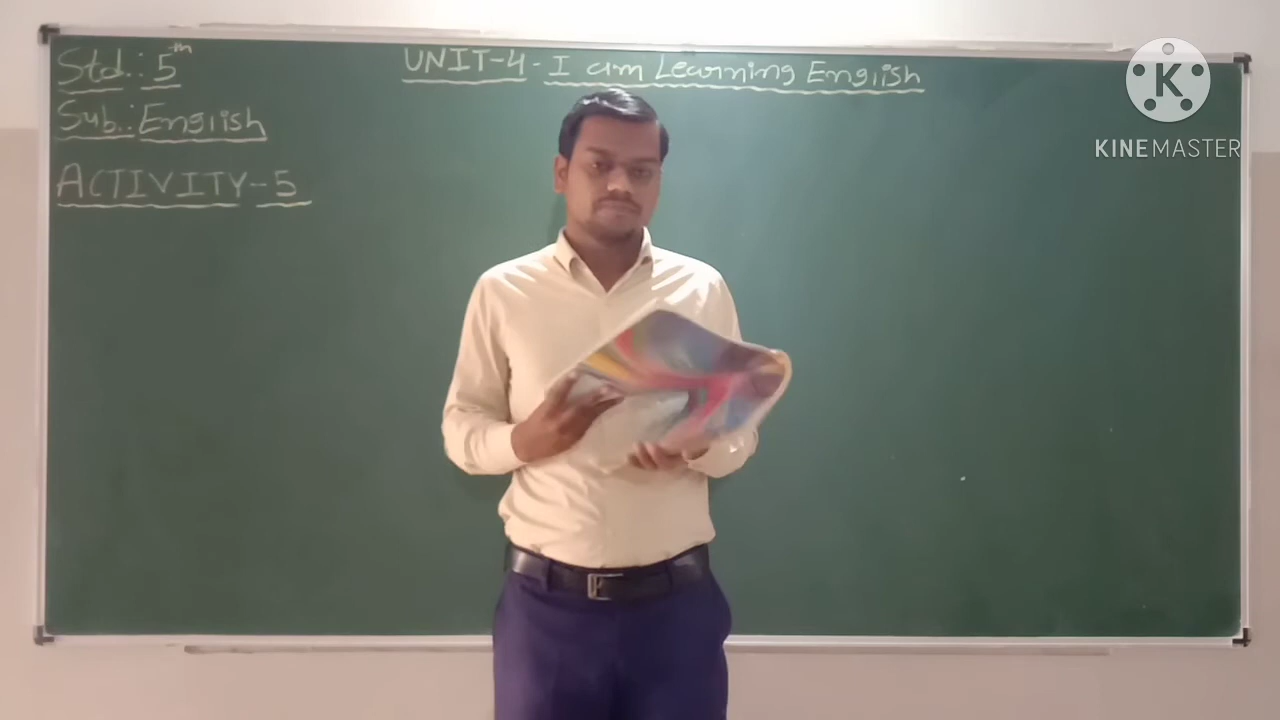 Std.: 5th
UNIT-4 - I am Learning English
Sub.: English
ACTIVITY-5
K
KINEMASTER